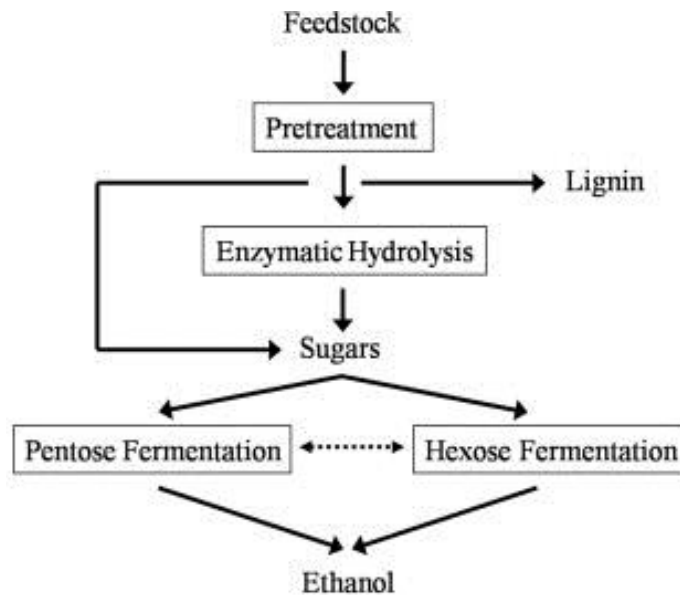 Feedstock
Pretreatment
Lignin
Enzymatic Hydrolysis
Sugars
Pentose Fermentation
Hexose Fermentation
Ethanol